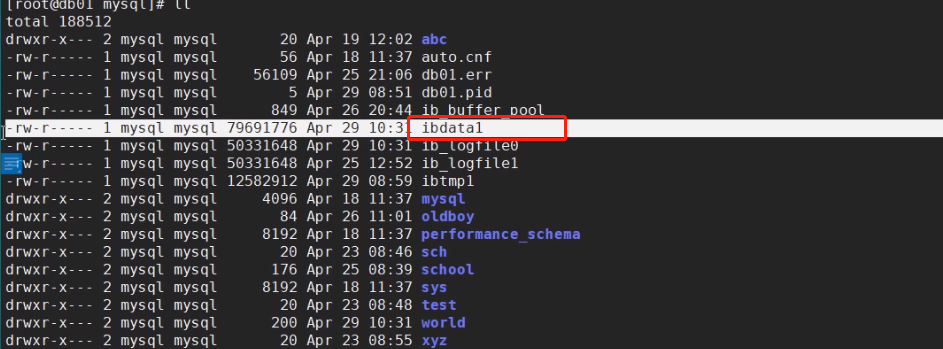 [root@db01 mysql]# ll
total 188512
drwxr-x--- 2 mysql mysql 20 Apr 19 12:02 abc
-rw-r----- 1 mysql mysql 56 Apr 18 11:37 auto.cnf
-rw-r----- 1 mysql mysql 56109 Apr 25 21:06 db01.err
-rw-r----- 1 mysql mysql 5 Apr 29 08:51 db01.pid
-rw-r----- 1 mysql mysql 849 Apr 26 20:44 ib_buffer_pool
-rw-r----- 1 mysql mysql 79691776 Apr 29 10:31 ibdata1
-rw-r----- 1 mysql mysql 50331648 Apr 29 10:31 ib_logfile0
rw-r----- 1 mysql mysql 50331648 Apr 25 12:52 ib_logfile1
-rw-r----- 1 mysql mysql 12582912 Apr 29 08:59 ibtmp1
drwxr-x--- 2 mysql mysql 4096 Apr 18 11:37 mysql
drwxr-x--- 2 mysql mysql 84 Apr 26 11:01 oldboy
drwxr-x--- 2 mysql mysql 8192 Apr 18 11:37 performance_schema
drwxr-x--- 2 mysql mysql 20 Apr 23 08:46 sch
drwxr-x--- 2 mysql mysql 176 Apr 25 08:39 school
drwxr-x--- 2 mysql mysql 8192 Apr 18 11:37 sys
drwxr-x--- 2 mysql mysql 20 Apr 23 08:48 test
drwxr-x--- 2 mysql mysql 200 Apr 29 10:31 world
drwxr-x--- 2 mysql mysql 20 Apr 23 08:55 xyz